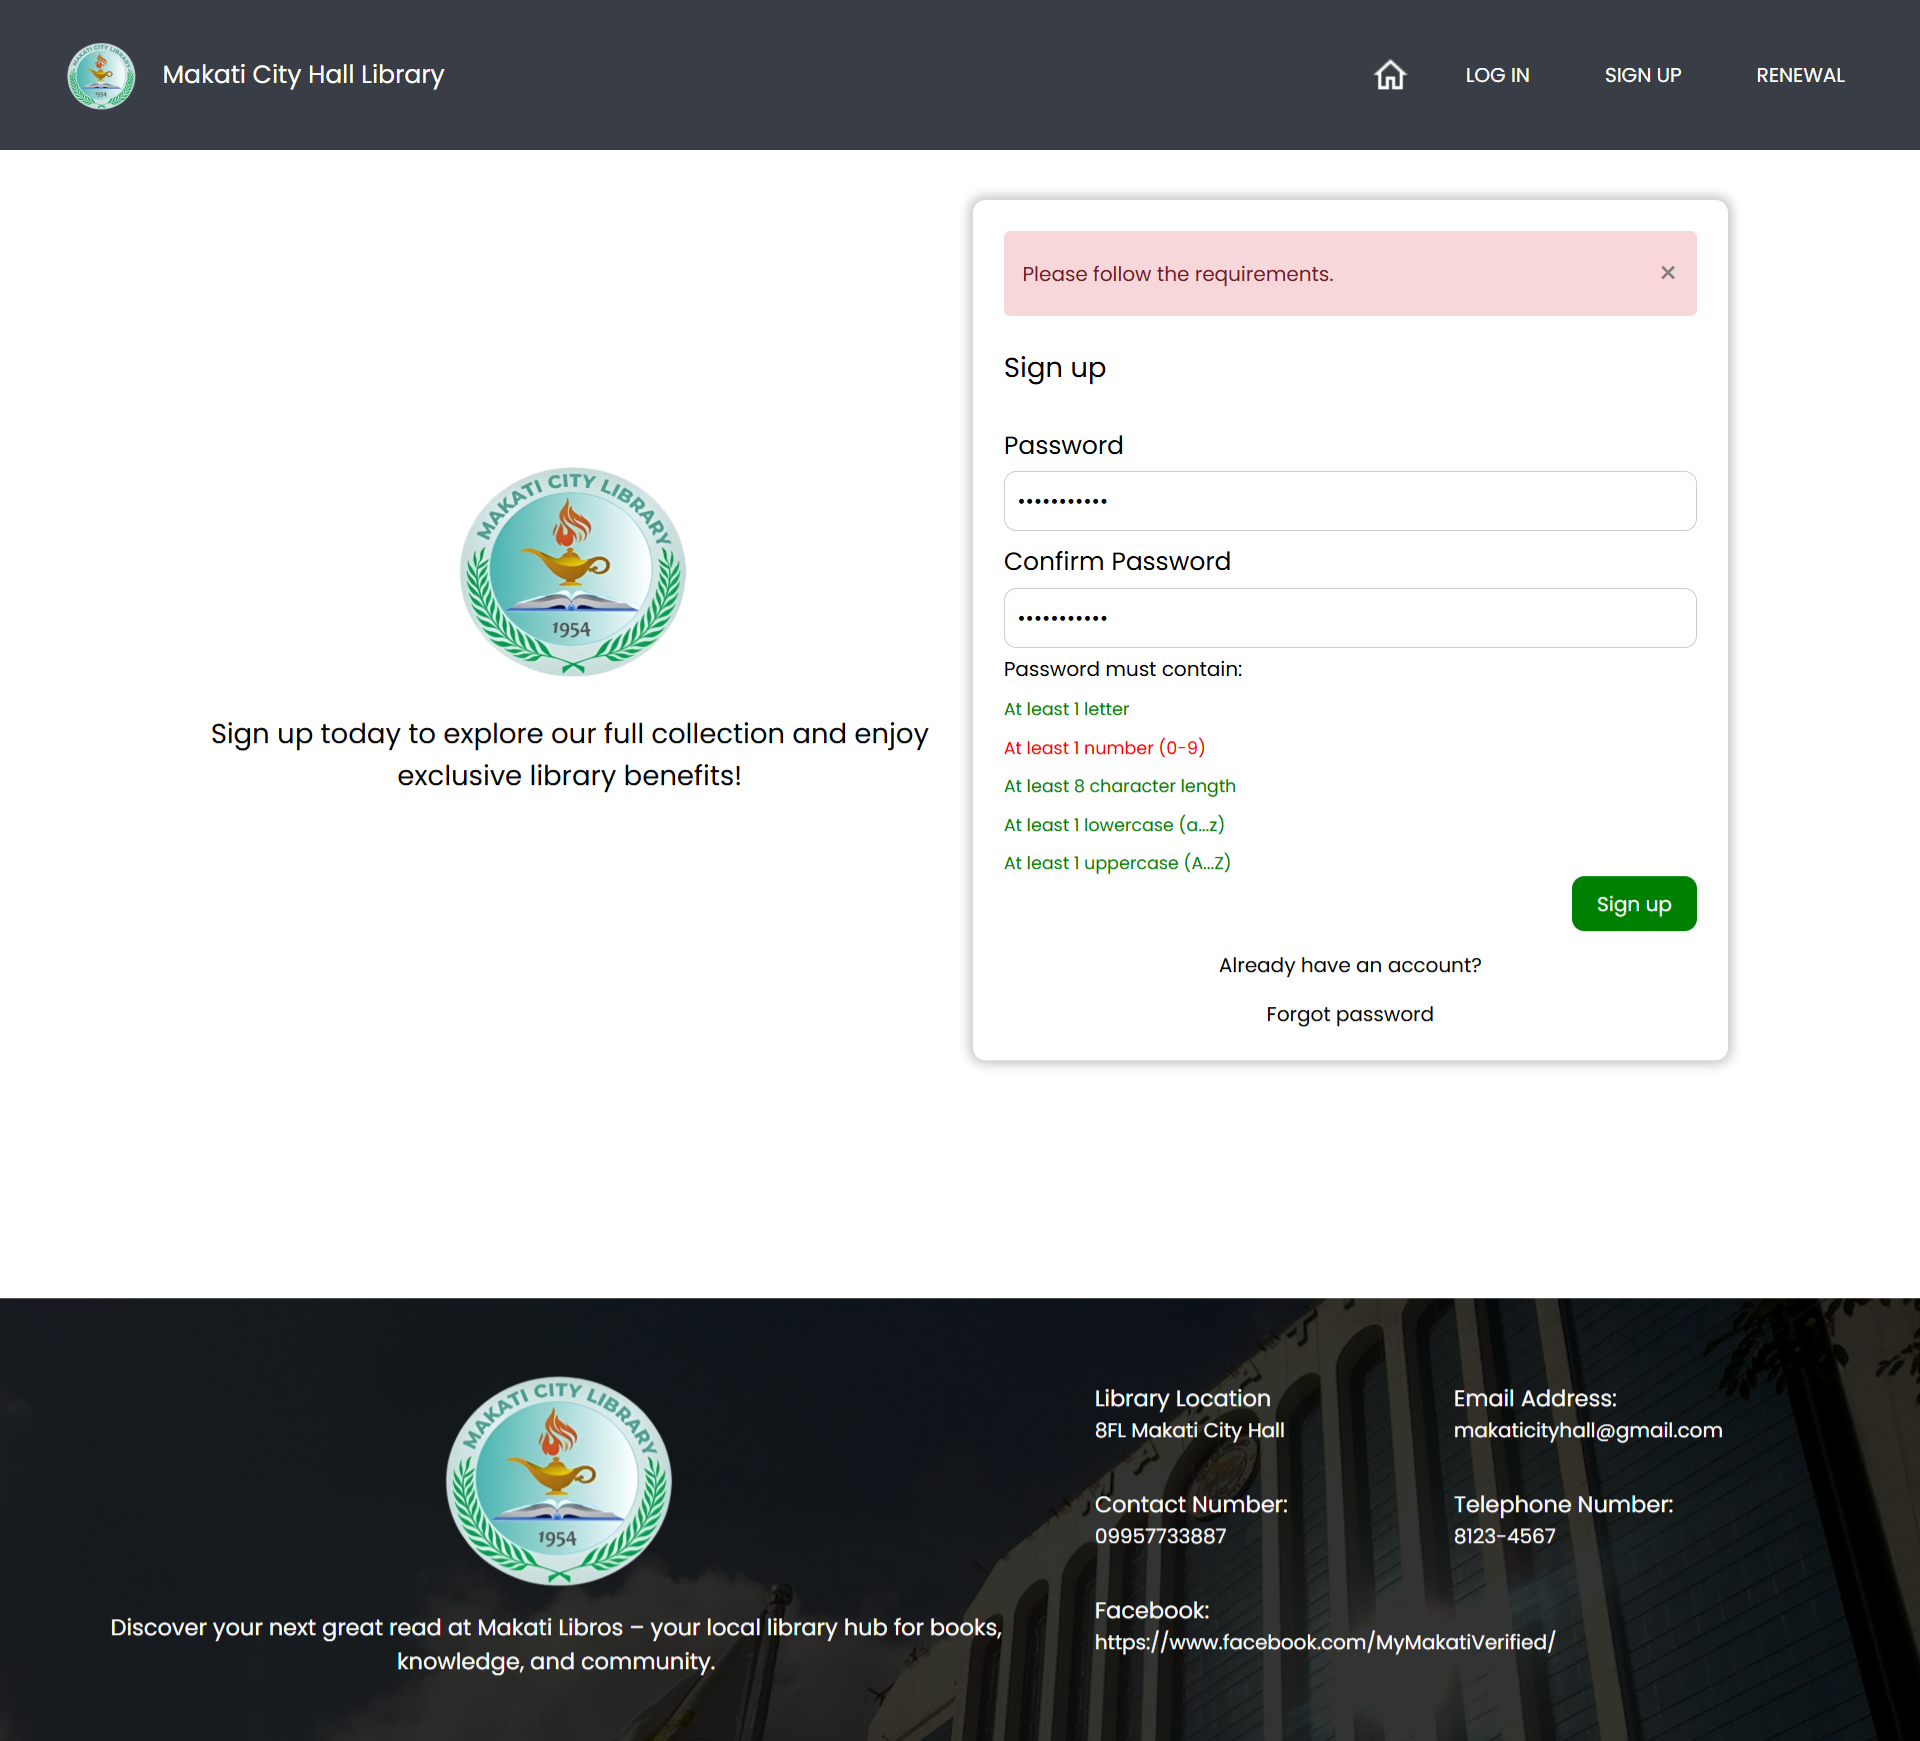 MAKATI CITY LIBRARY
1954
Makati City Hall Library
LOG IN
SIGN UP
RENEWAL
MAKATI CITY LIBRARY
1954
Sign up today to explore our full collection and enjoy
exclusive library benefits!
Please follow the requirements.
×
Sign up
Password
•••••••••••
Confirm Password
•••••••••••
Password must contain:
At least 1 letter
At least 1 number (0-9)
At least 8 character length
At least 1 lowercase (a...z)
At least 1 uppercase (A...Z)
Sign up
Already have an account?
Forgot password
MAKATI CITY LIBRARY
1954
Discover your next great read at Makati Libros – your local library hub for books,
knowledge, and community.
Library Location
8FL Makati City Hall
Email Address:
makaticityhall@gmail.com
Contact Number:
09957733887
Telephone Number:
8123-4567
Facebook:
https://www.facebook.com/MyMakatiVerified/